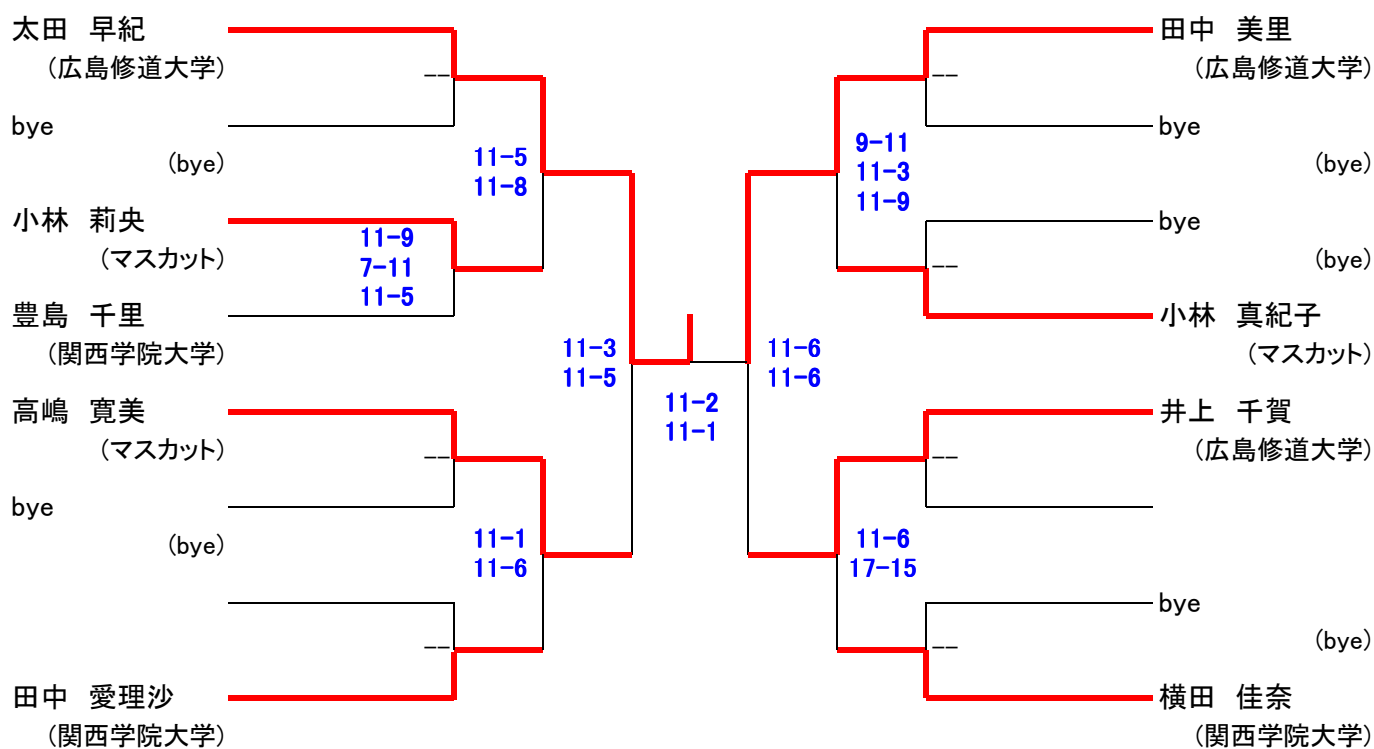 太田 早紀
(広島修道大学)
--
bye
(bye)
11-5
11-8
小林 莉央
(マスカット)
11-9
7-11
11-5
豊島 千里
(関西学院大学)
11-3
11-5
高嶋 寛美
(マスカット)
--
bye
(bye)
11-1
11-6
--
田中 愛理沙
(関西学院大学)
11-2
11-1
田中 美里
(広島修道大学)
--
bye
(bye)
9-11
11-3
11-9
bye
(bye)
--
小林 真紀子
(マスカット)
11-6
11-6
井上 千賀
(広島修道大学)
--
11-6
17-15
bye
(bye)
--
横田 佳奈
(関西学院大学)